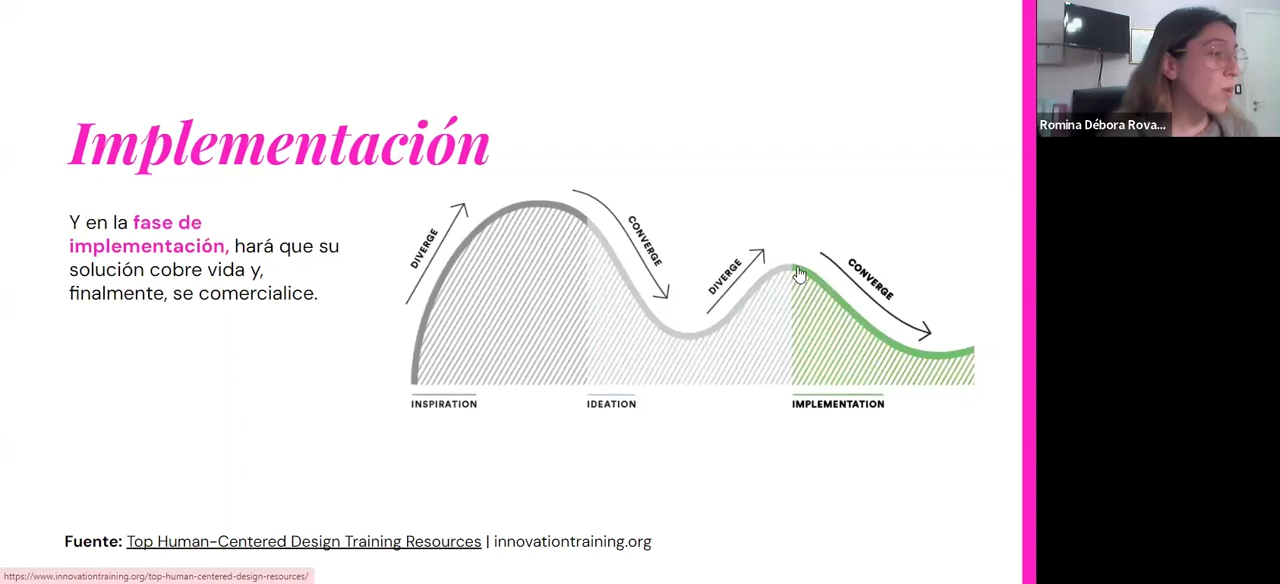 Implementación
Y en la fase de
implementación, hará que su
solución cobre vida y,
finalmente, se comercialice.
DIVERGE
CONVERGE
DIVERGE
CONVERGE
INSPIRATION
IDEATION
IMPLEMENTATION
Fuente: Top Human-Centered Design Training Resources | innovationtraining.org
https://www.innovationtraining.org/top-human-centered-design-resources/
Romina Débora Rova...